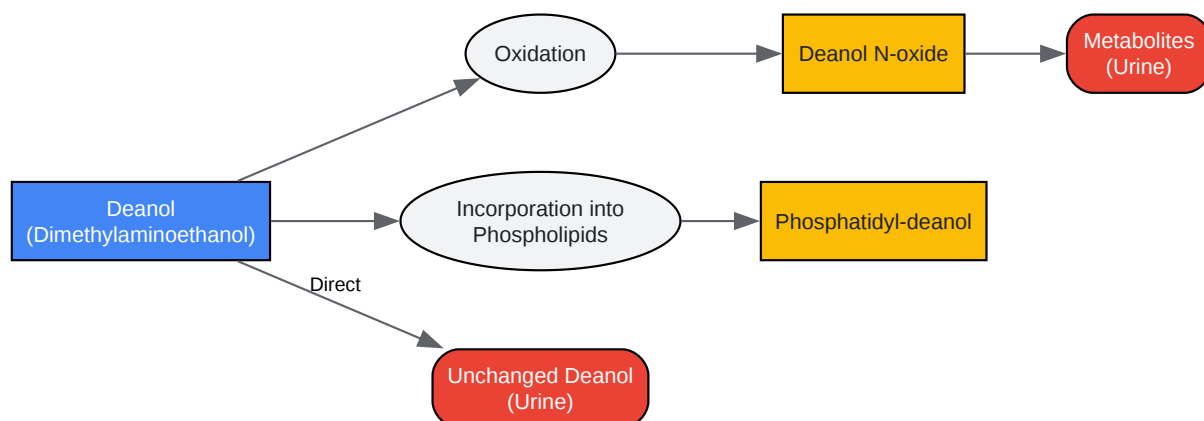 Oxidation
Deanol N-oxide
Metabolites
(Urine)
Deanol
(Dimethylaminoethanol)
Incorporation into
Phospholipids
Phosphatidyl-deanol
Direct
Unchanged Deanol
(Urine)